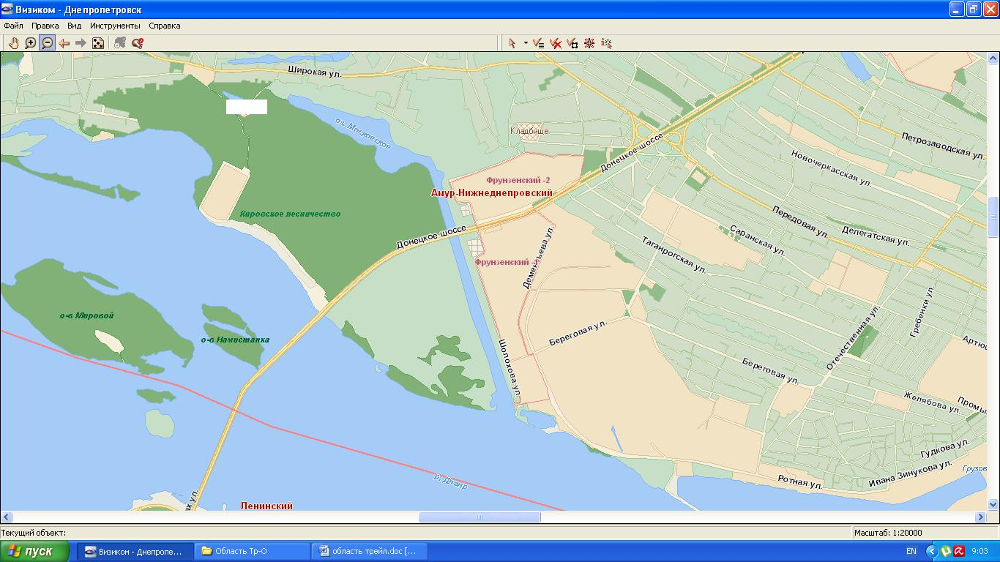 Визиком - Днепропетровск
Файл Правка Вид Инструменты Справка
Широкая ул.
оз. Московское
Кладбище
Донецкое шоссе
Петрозаводская ул.
Новочеркасская ул.
Фрунзенский -2
Амур-Нижнеднепровский
Кировское лесничество
Передовая ул.
Делегатская ул.
Саранская ул.
Донецкое шоссе
Таганрогская ул.
Дементьева ул.
Фрунзенский -1
Гребенки ул.
о-в Мировой
о-в Намистанка
Береговая ул.
Отечественная ул.
Шолохова ул.
Береговая ул.
Желябова ул.
Гудкова ул.
Ивана Зинукова ул.
Ротная ул.
р. Днепр
Ленинский
Текущий объект:
Масштаб: 1:20000
пуск
Визиком - Днепропе...
Область Тр-О
область трейл.doc [...
EN
9:03